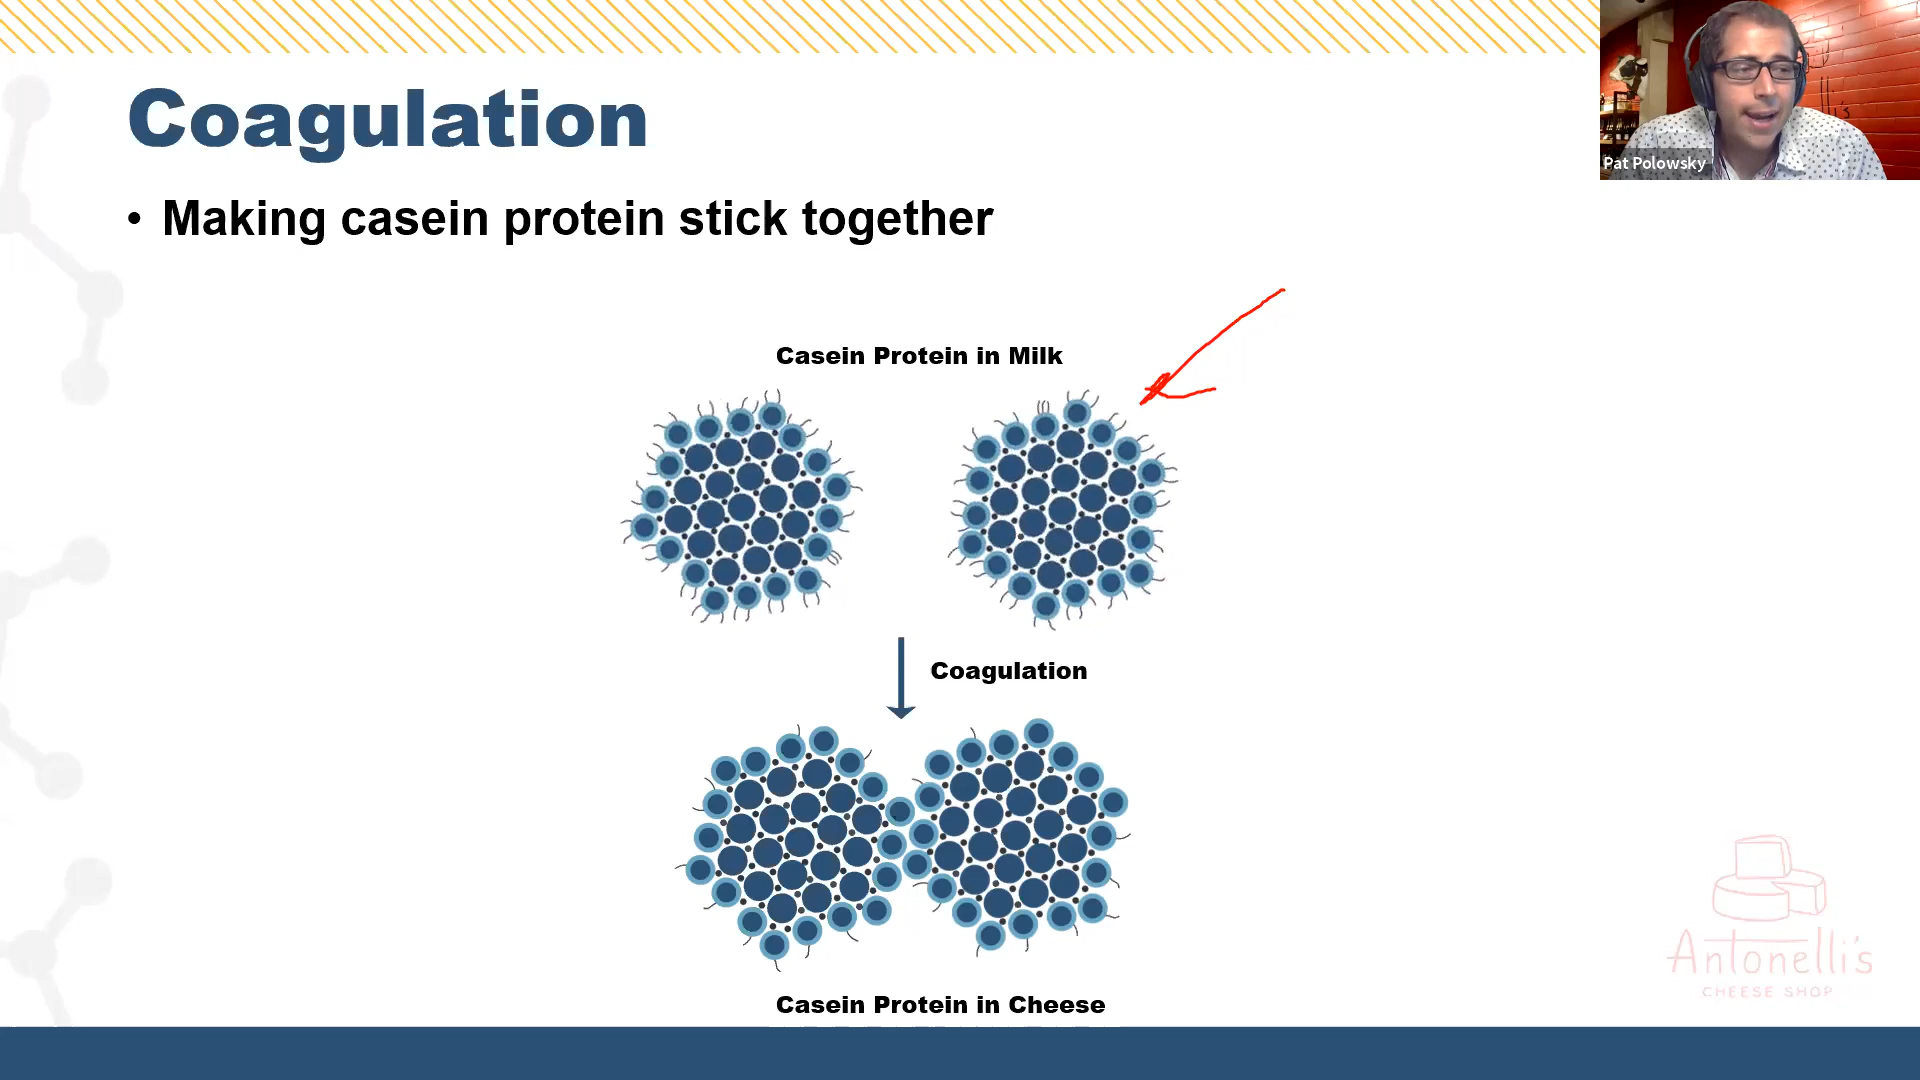 Coagulation
• Making casein protein stick together
Pat Polowsky
Casein Protein in Milk
Coagulation
Casein Protein in Cheese
Antonelli's
CHEESE SHOP